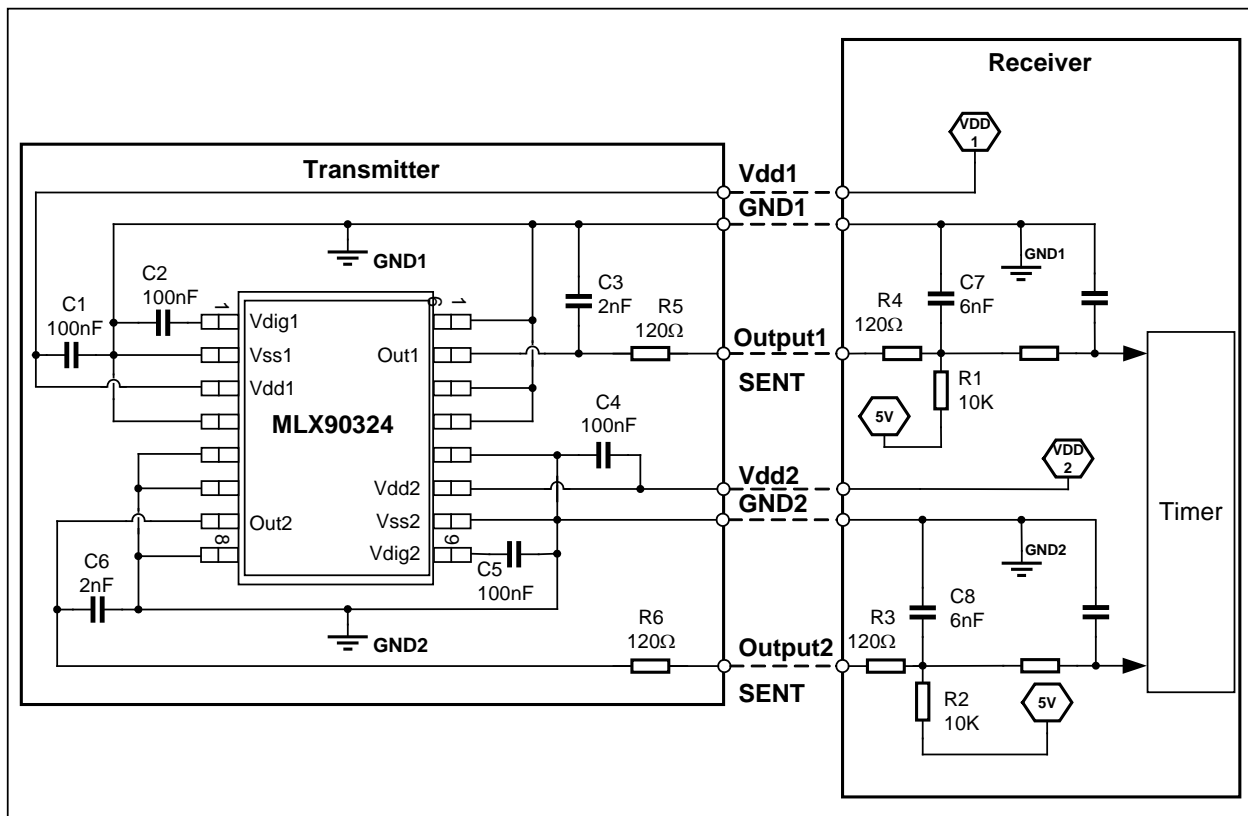 Receiver
VDD
1
Transmitter
Vdd1
GND1
GND1
GND1
C2
100nF
C1
100nF
C3
2nF
R5
120Ω
C7
6nF
R4
120Ω
1
6
1
Vdig1
Vss1
Vdd1
Out1
Output1
SENT
R1
10K
5V
MLX90324
C4
100nF
VDD
2
Vdd2
Vdd2
GND2
Timer
Out2
Vss2
8
9
Vdig2
C5
100nF
GND2
C6
2nF
GND2
R6
120Ω
Output2
SENT
C8
6nF
R3
120Ω
R2
10K
5V